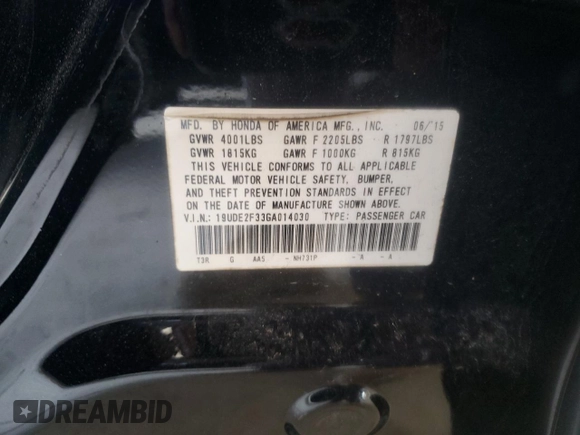 MFD. BY HONDA OF AMERICA MFG., INC. 06/15
GVWR 4001LBS GAWR F 2205LBS R 1797LBS
GVWR 1815KG GAWR F 1000KG R 815KG
THIS VEHICLE CONFORMS TO ALL APPLICABLE
FEDERAL MOTOR VEHICLE SAFETY, BUMPER,
AND THEFT PREVENTION STANDARDS IN EFFECT
ON THE DATE OF MANUFACTURE SHOWN ABOVE.
V.I.N.: 19UDE2F33GA014030 TYPE: PASSENGER CAR
T3R G AAS - NH731P - A - A
DREAMBID